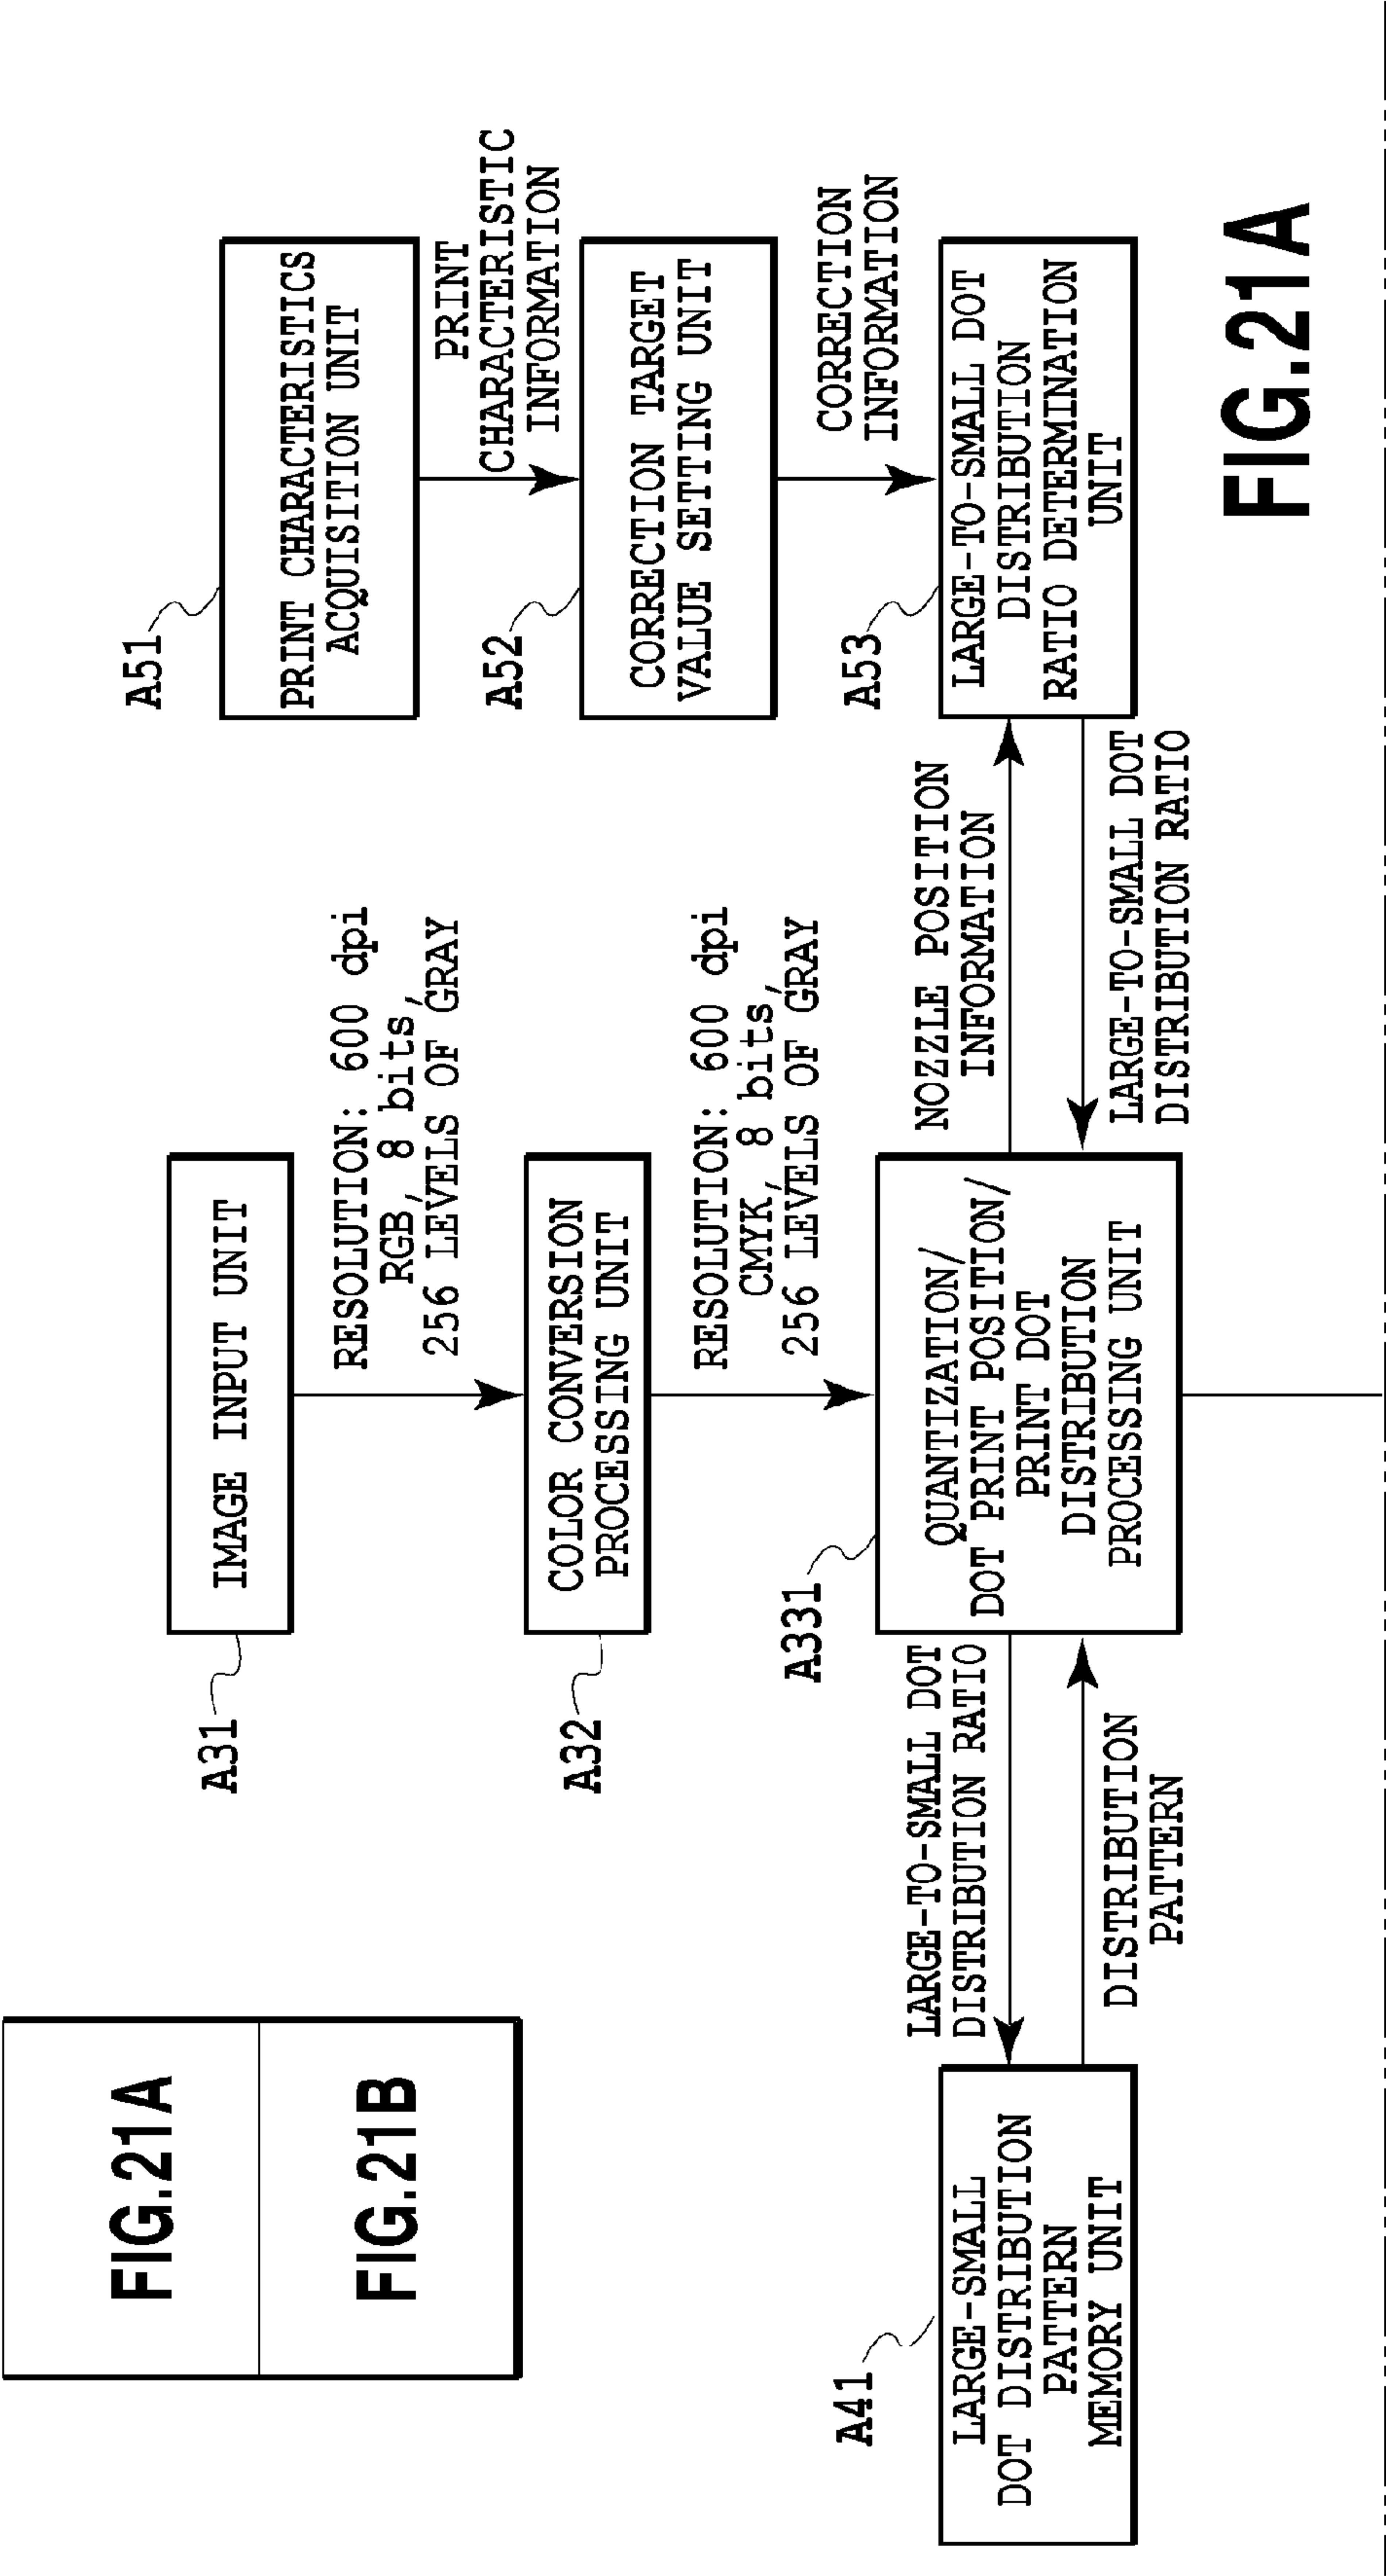 FIG.21A
FIG.21B
A31
IMAGE INPUT UNIT
RESOLUTION: 600 dpi
RGB, 8 bits,
256 LEVELS OF GRAY
A32
COLOR CONVERSION
PROCESSING UNIT
RESOLUTION: 600 dpi
CMYK, 8 bits,
256 LEVELS OF GRAY
A331
QUANTIZATION/
DOT PRINT POSITION/
PRINT DOT
DISTRIBUTION
PROCESSING UNIT
A41
LARGE-SMALL
DOT DISTRIBUTION
PATTERN
MEMORY UNIT
LARGE-TO-SMALL DOT
DISTRIBUTION RATIO
DISTRIBUTION
PATTERN
A51
PRINT CHARACTERISTICS
ACQUISITION UNIT
PRINT
CHARACTERISTIC
INFORMATION
A52
CORRECTION TARGET
VALUE SETTING UNIT
CORRECTION
INFORMATION
A53
LARGE-TO-SMALL DOT
DISTRIBUTION
RATIO DETERMINATION
UNIT
NOZZLE POSITION
INFORMATION
LARGE-TO-SMALL DOT
DISTRIBUTION RATIO
FIG.21A